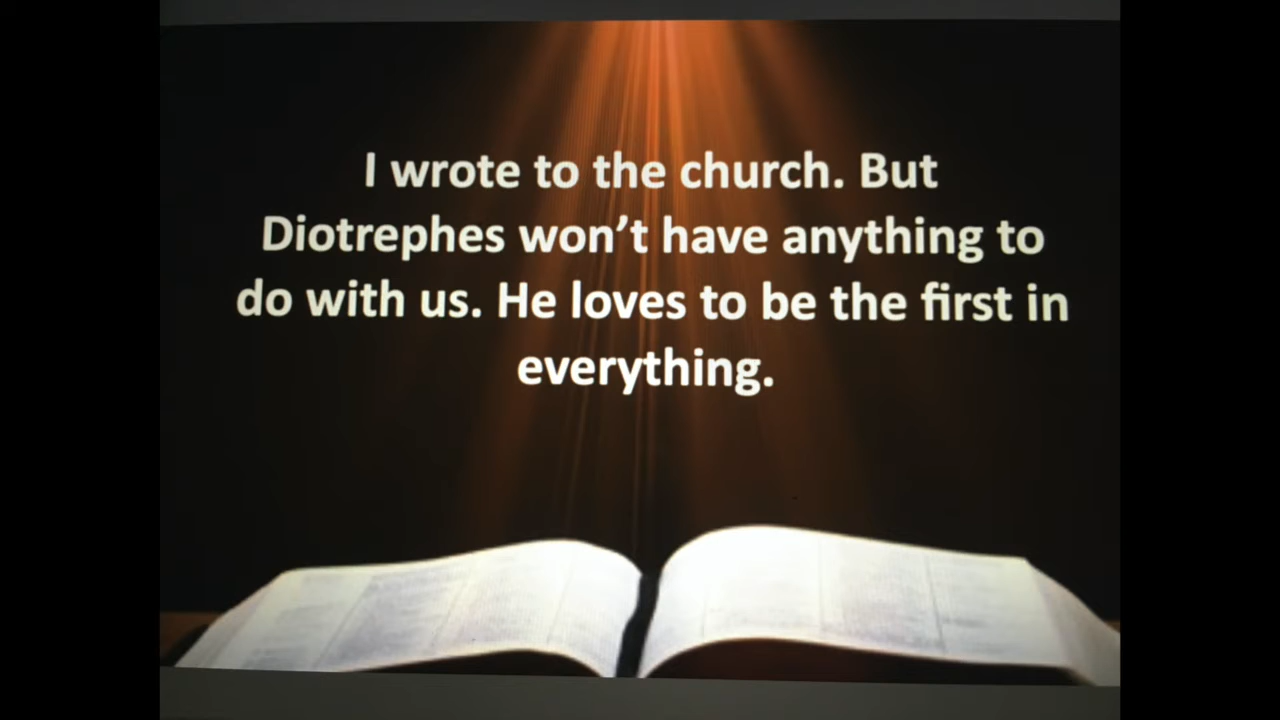 I wrote to the church. But
Diotrephes won’t have anything to
do with us. He loves to be the first in
everything.